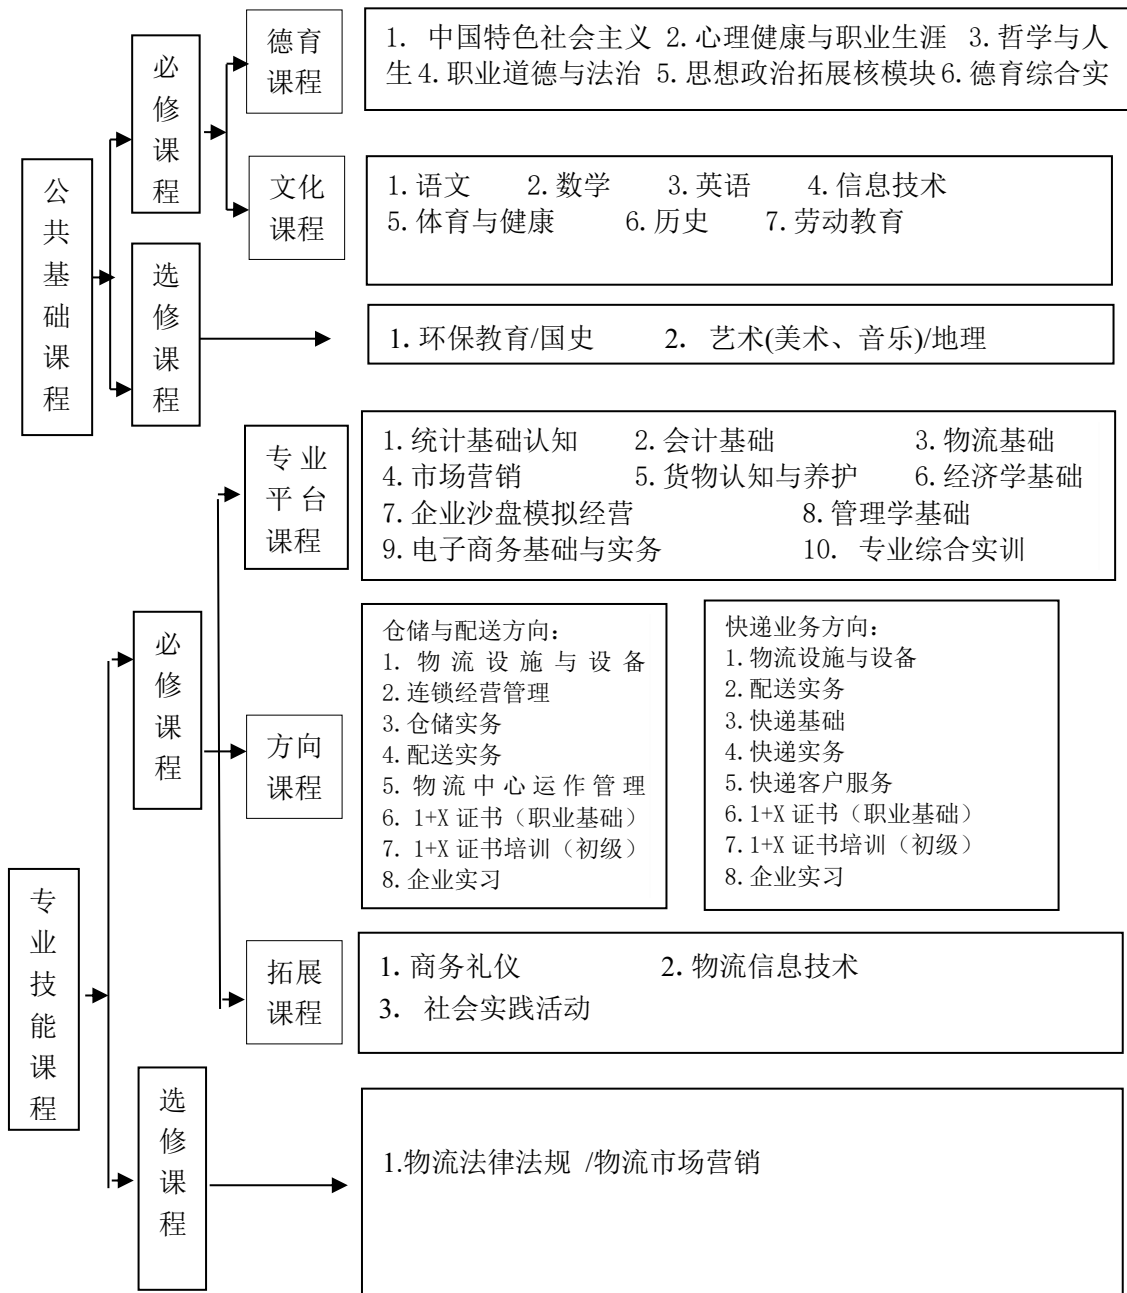 公共基础课程
必修课程
德育
课程
1. 中国特色社会主义 2.心理健康与职业生涯 3.哲学与人
生4.职业道德与法治 5.思想政治拓展核模块6.德育综合实
文化
课程
1.语文 2.数学 3.英语 4.信息技术
5.体育与健康 6.历史 7.劳动教育
选修课程
1.环保教育/国史 2. 艺术(美术、音乐)/地理
专业技能课程
必修课程
专业
平台
课程
1.统计基础认知 2.会计基础 3.物流基础
4.市场营销 5.货物认知与养护 6.经济学基础
7.企业沙盘模拟经营 8.管理学基础
9.电子商务基础与实务 10. 专业综合实训
方向
课程
仓储与配送方向:
1. 物流设施与设备
2.连锁经营管理
3.仓储实务
4.配送实务
5.物流中心运作管理
6. 1+X 证书（职业基础）
7. 1+X 证书培训（初级）
8.企业实习
快递业务方向:
1.物流设施与设备
2.配送实务
3.快递基础
4.快递实务
5.快递客户服务
6.1+X 证书（职业基础）
7.1+X 证书培训（初级）
8.企业实习
拓展
课程
1.商务礼仪 2.物流信息技术
3. 社会实践活动
选修课程
1.物流法律法规 /物流市场营销